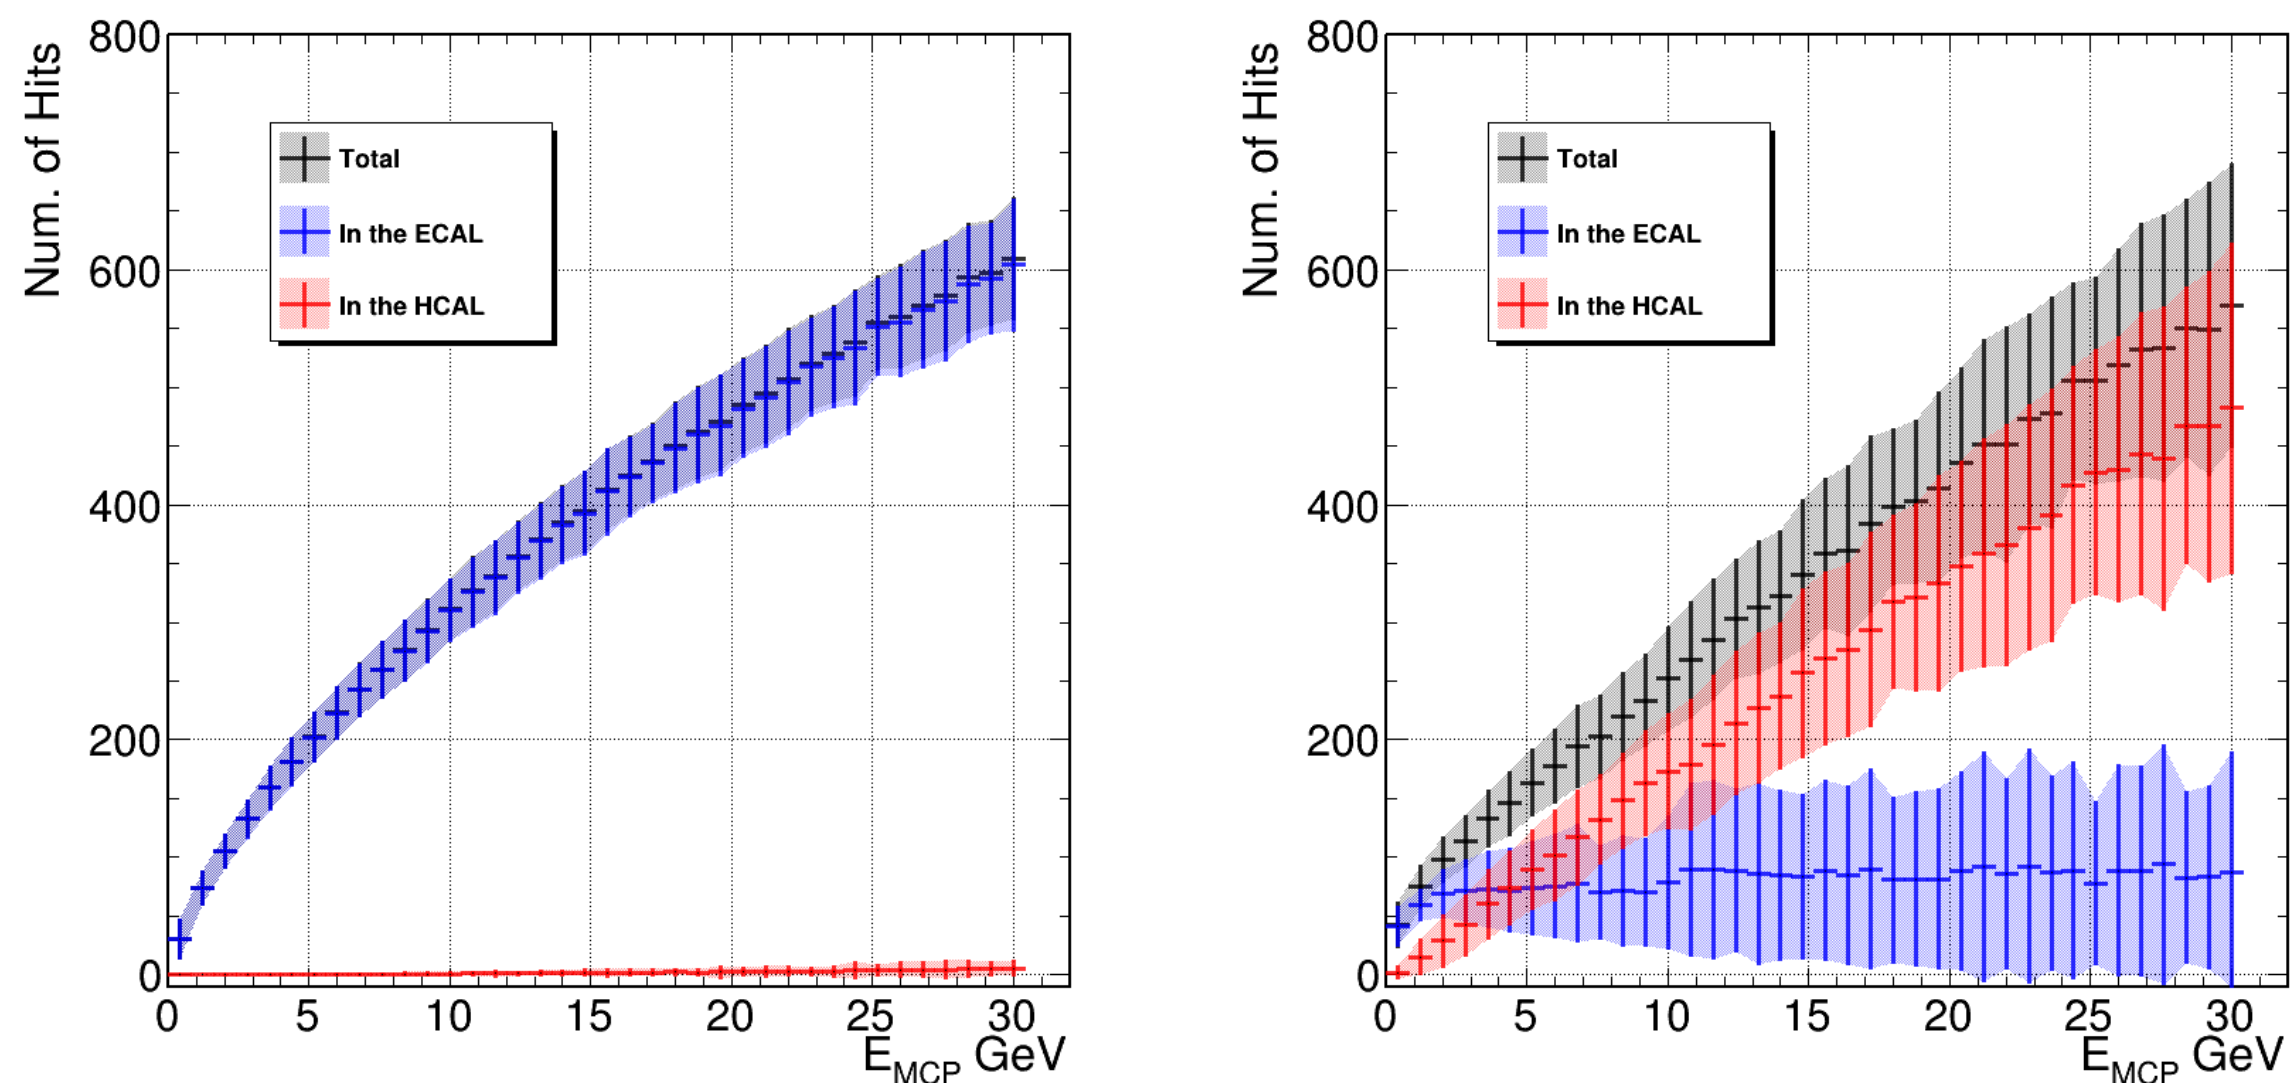 Num. of Hits
800
600
400
200
0
Total
In the ECAL
In the HCAL
0 5 10 15 20 25 30
E_MCP GeV
Num. of Hits
800
600
400
200
0
Total
In the ECAL
In the HCAL
0 5 10 15 20 25 30
E_MCP GeV